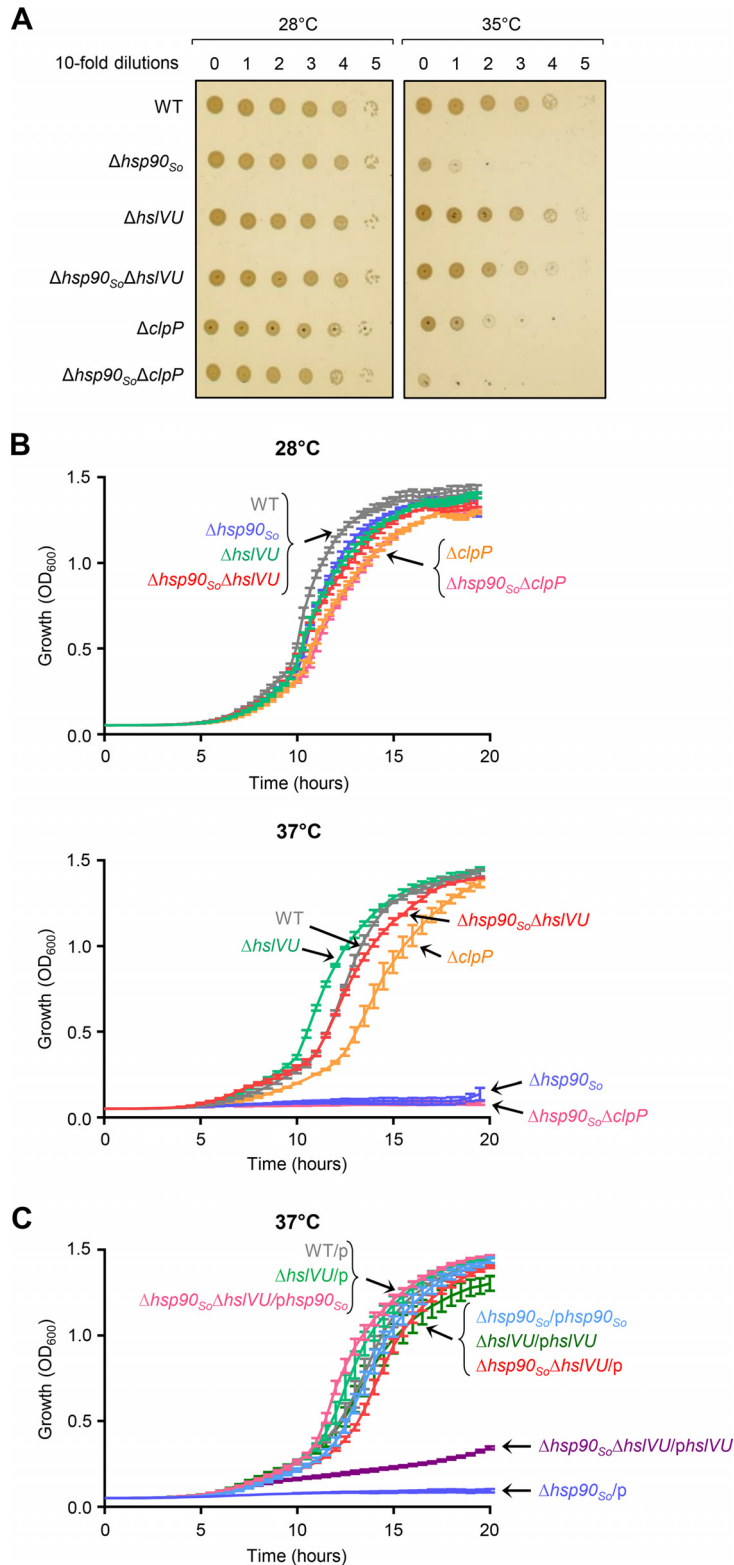 A
28°C 35°C
10-fold dilutions 0 1 2 3 4 5 0 1 2 3 4 5
WT
Δhsp90So
ΔhslVU
Δhsp90SoΔhslVU
ΔclpP
Δhsp90SoΔclpP
B
28°C
1.5
1.0
0.5
0.0
Growth (OD600)
WT
Δhsp90So
ΔhslVU
Δhsp90SoΔhslVU
ΔclpP
Δhsp90SoΔclpP
0 5 10 15 20
Time (hours)
37°C
1.5
1.0
0.5
0.0
Growth (OD600)
WT
ΔhslVU
Δhsp90SoΔhslVU
ΔclpP
Δhsp90So
Δhsp90SoΔclpP
0 5 10 15 20
Time (hours)
C
37°C
1.5
1.0
0.5
0.0
Growth (OD600)
WT/p
ΔhslVU/p
Δhsp90SoΔhslVU/phsp90So
Δhsp90So/phsp90So
ΔhslVU/phslVU
Δhsp90SoΔhslVU/p
Δhsp90SoΔhslVU/phslVU
Δhsp90So/p
0 5 10 15 20
Time (hours)